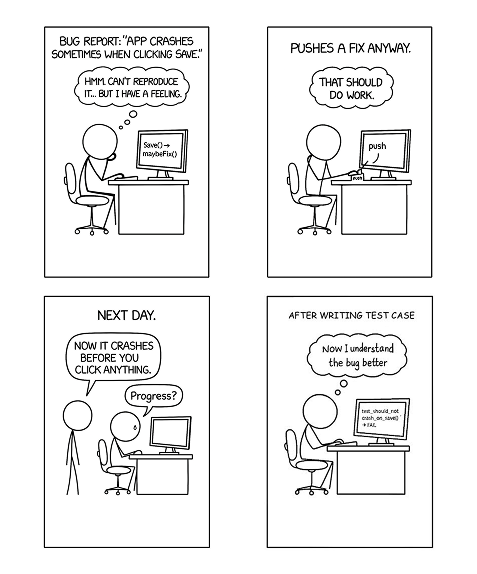 BUG REPORT: "APP CRASHES
SOMETIMES WHEN CLICKING SAVE."
HMM. CAN'T REPRODUCE
IT... BUT I HAVE A FEELING.
Save() →
maybeFix()
PUSHES A FIX ANYWAY.
THAT SHOULD
DO WORK.
push
push
NEXT DAY.
NOW IT CRASHES
BEFORE YOU
CLICK ANYTHING.
Progress?
AFTER WRITING TEST CASE
Now I understand
the bug better
test_should_not
crash_on_save()
→ FAIL